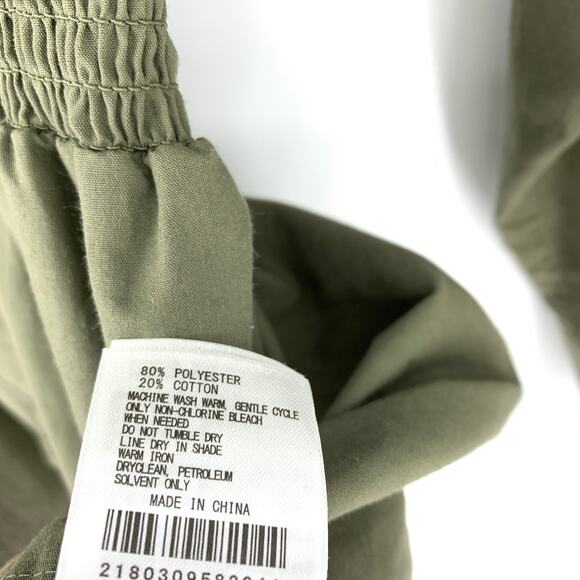 80% POLYESTER
20% COTTON
MACHINE WASH WARM, GENTLE CYCLE
ONLY NON-CHLORINE BLEACH
WHEN NEEDED
DO NOT TUMBLE DRY
LINE DRY IN SHADE
WARM IRON
DRYCLEAN, PETROLEUM
SOLVENT ONLY
MADE IN CHINA